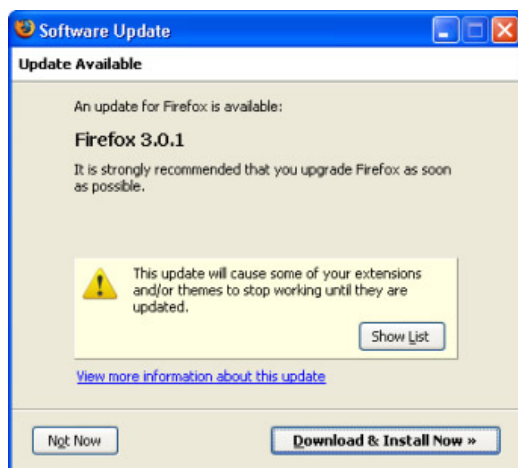 Software Update
Update Available
An update for Firefox is available:
Firefox 3.0.1
It is strongly recommended that you upgrade Firefox as soon
as possible.
This update will cause some of your extensions
and/or themes to stop working until they are
updated.
Show List
View more information about this update
Not Now
Download & Install Now »